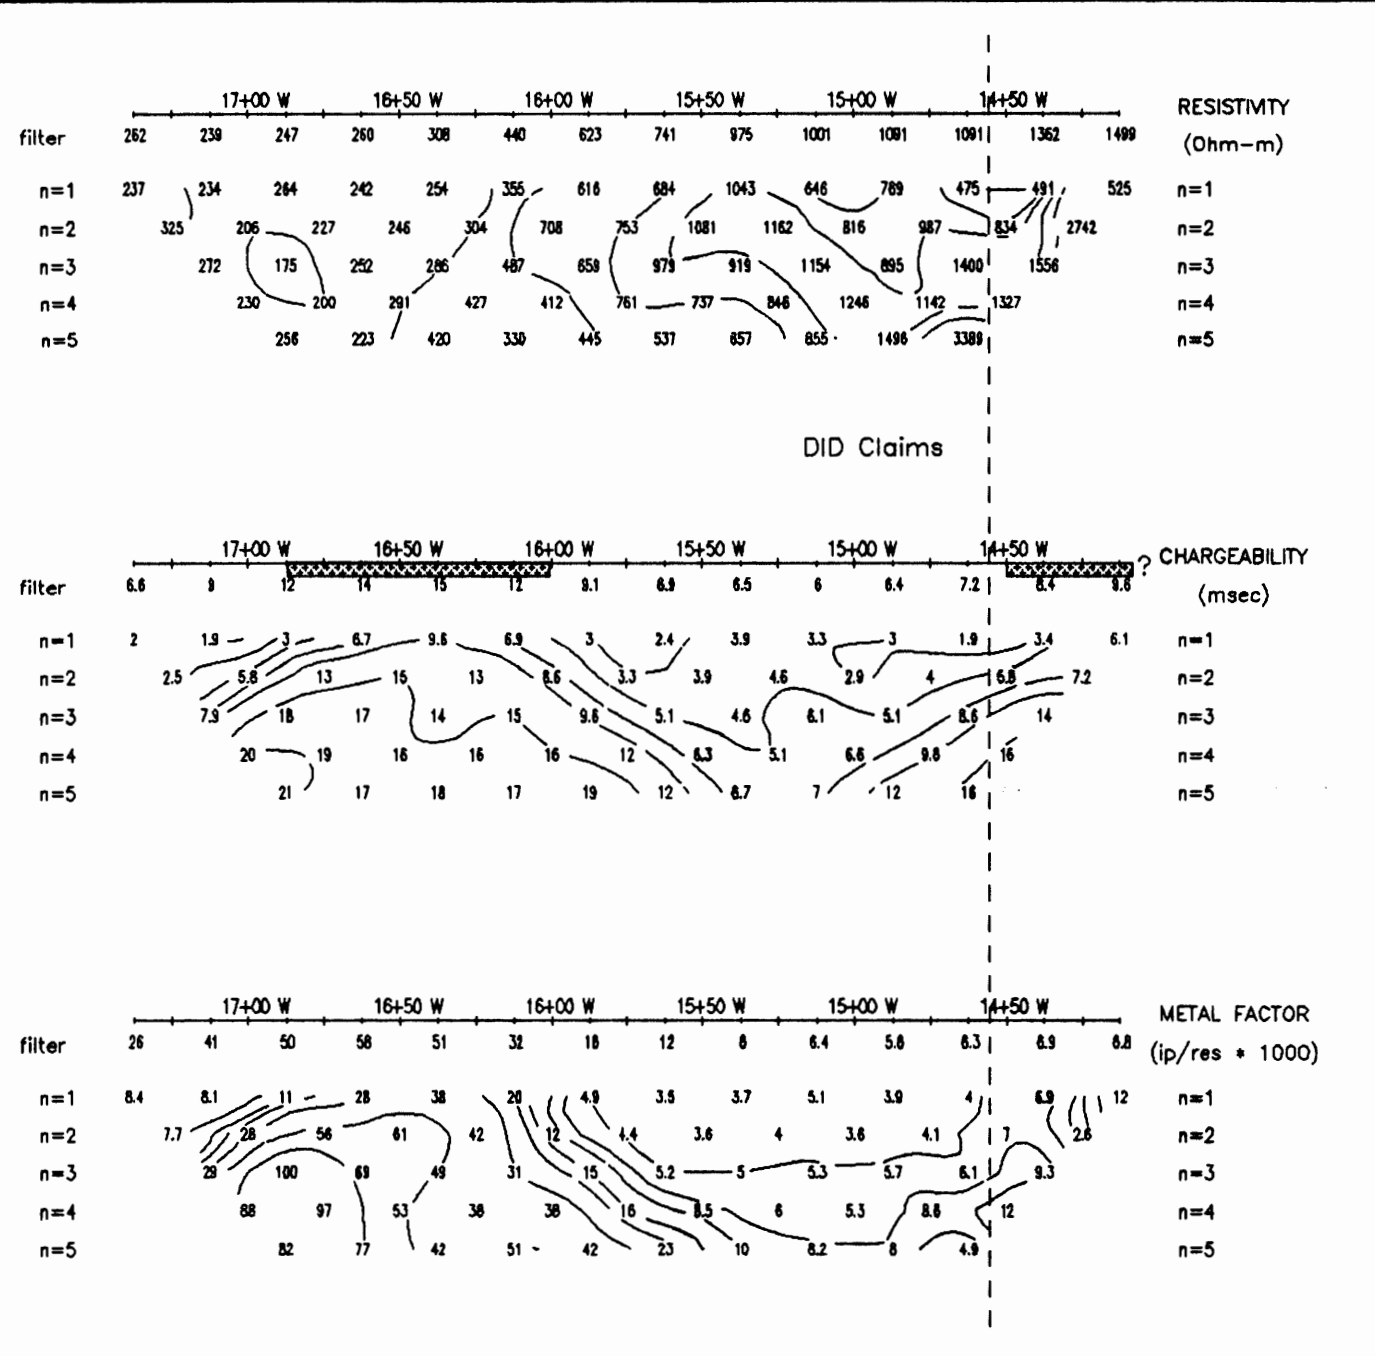 17+00 W 16+50 W 16+00 W 15+50 W 15+00 W 14+50 W RESISTIVITY
filter 262 239 247 260 308 440 623 741 975 1001 1091 1091 1362 1499 (Ohm-m)
n=1 237 234 264 242 254 355 616 684 1043 646 789 475 491 525 n=1
n=2 325 206 227 246 304 708 753 1081 1162 816 987 834 2742 n=2
n=3 272 175 252 286 487 659 979 919 1154 895 1400 1556 n=3
n=4 230 200 291 427 412 761 737 846 1246 1142 1327 n=4
n=5 256 223 420 330 445 537 657 855 1496 3389 n=5
DID Claims
17+00 W 16+50 W 16+00 W 15+50 W 15+00 W 14+50 W ? CHARGEABILITY
filter 6.6 9 12 14 15 12 9.1 6.9 6.5 6 6.4 7.2 8.4 9.6 (msec)
n=1 2 1.9 3 6.7 9.6 6.9 3 2.4 3.9 3.3 3 1.9 3.4 6.1 n=1
n=2 2.5 5.8 13 15 13 8.6 3.3 3.9 4.6 2.9 4 6.8 7.2 n=2
n=3 7.9 18 17 14 15 9.6 5.1 4.6 6.1 5.1 8.6 14 n=3
n=4 20 19 16 16 16 12 6.3 5.1 6.6 9.8 16 n=4
n=5 21 17 18 17 19 12 6.7 7 12 16 n=5
17+00 W 16+50 W 16+00 W 15+50 W 15+00 W 14+50 W METAL FACTOR
filter 26 41 50 56 51 32 18 12 8 6.4 5.8 6.3 6.9 6.8 (ip/res * 1000)
n=1 8.4 8.1 11 28 38 20 4.9 3.5 3.7 5.1 3.9 4 6.9 12 n=1
n=2 7.7 28 56 61 42 12 4.4 3.6 4 3.6 4.1 7 2.6 n=2
n=3 29 100 69 49 31 15 5.2 5 5.3 5.7 6.1 9.3 n=3
n=4 88 97 53 38 38 16 8.5 6 5.3 8.6 12 n=4
n=5 82 77 42 51 42 23 10 8.2 8 4.9 n=5